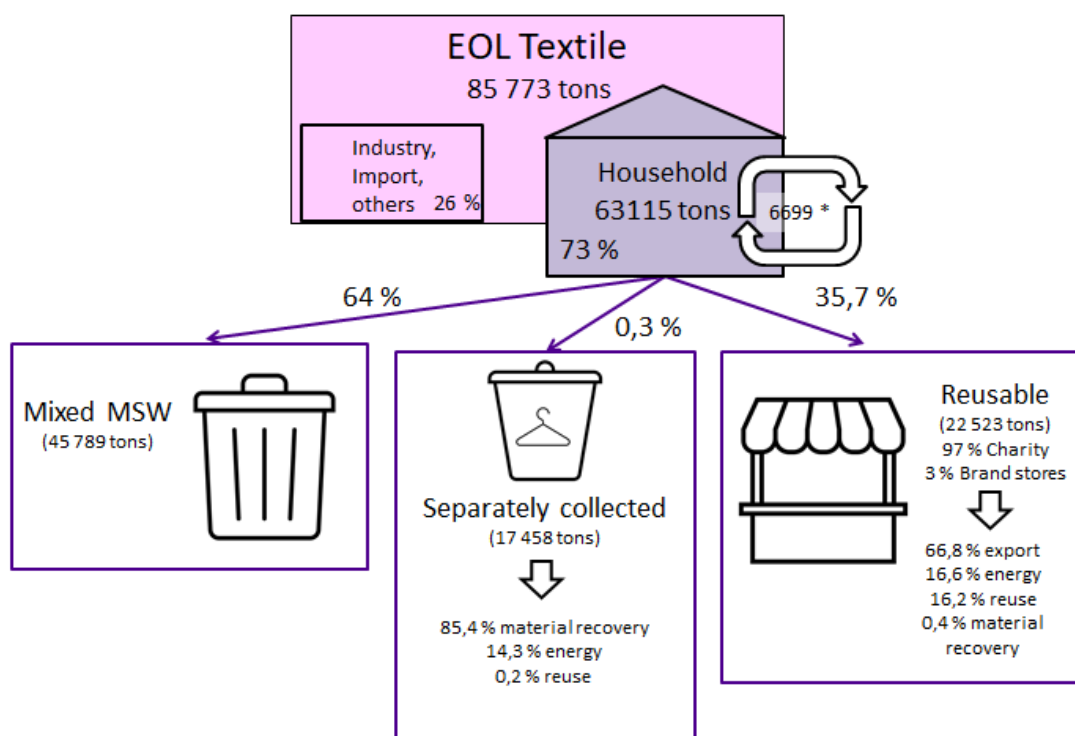 EOL Textile
85 773 tons
Industry,
Import,
others 26 %
Household
63115 tons
6699 *
73 %
64 %
0,3 %
35,7 %
Mixed MSW
(45 789 tons)
Separately collected
(17 458 tons)
85,4 % material recovery
14,3 % energy
0,2 % reuse
Reusable
(22 523 tons)
97 % Charity
3 % Brand stores
66,8 % export
16,6 % energy
16,2 % reuse
0,4 % material
recovery